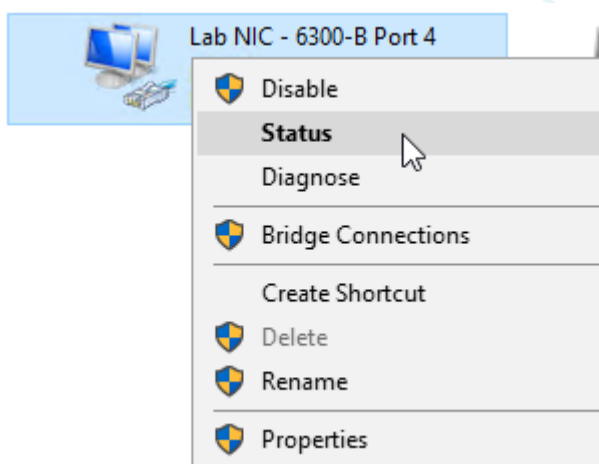 Lab NIC - 6300-B Port 4
Disable
Status
Diagnose
Bridge Connections
Create Shortcut
Delete
Rename
Properties